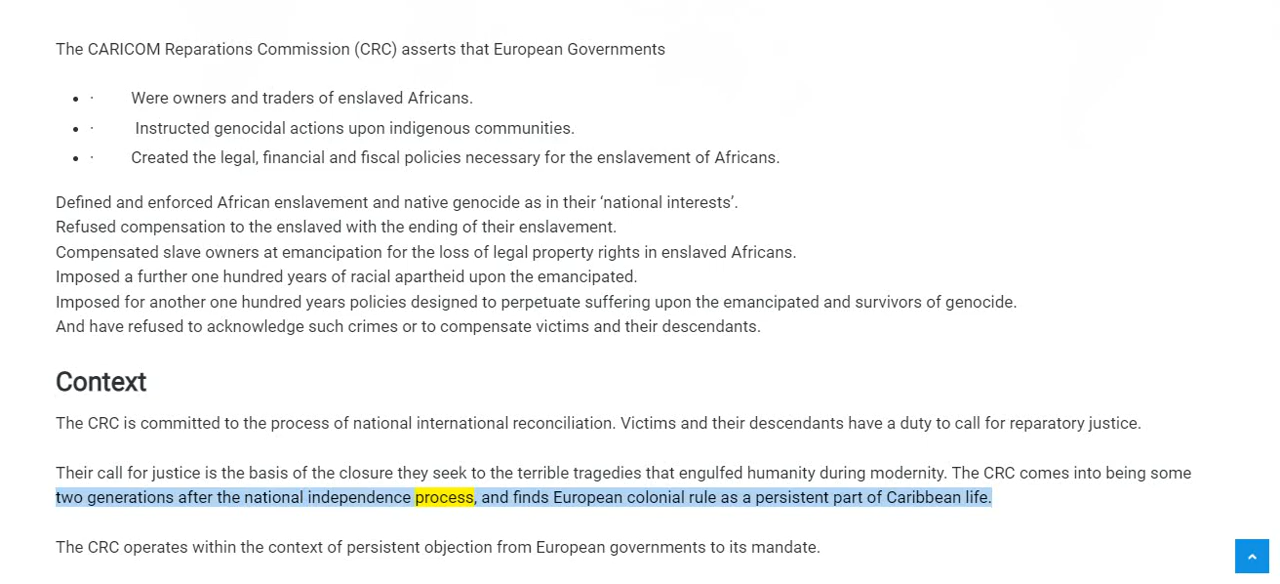 The CARICOM Reparations Commission (CRC) asserts that European Governments
• · Were owners and traders of enslaved Africans.
• · Instructed genocidal actions upon indigenous communities.
• · Created the legal, financial and fiscal policies necessary for the enslavement of Africans.
Defined and enforced African enslavement and native genocide as in their ‘national interests’.
Refused compensation to the enslaved with the ending of their enslavement.
Compensated slave owners at emancipation for the loss of legal property rights in enslaved Africans.
Imposed a further one hundred years of racial apartheid upon the emancipated.
Imposed for another one hundred years policies designed to perpetuate suffering upon the emancipated and survivors of genocide.
And have refused to acknowledge such crimes or to compensate victims and their descendants.
Context
The CRC is committed to the process of national international reconciliation. Victims and their descendants have a duty to call for reparatory justice.
Their call for justice is the basis of the closure they seek to the terrible tragedies that engulfed humanity during modernity. The CRC comes into being some
two generations after the national independence process, and finds European colonial rule as a persistent part of Caribbean life.
The CRC operates within the context of persistent objection from European governments to its mandate.